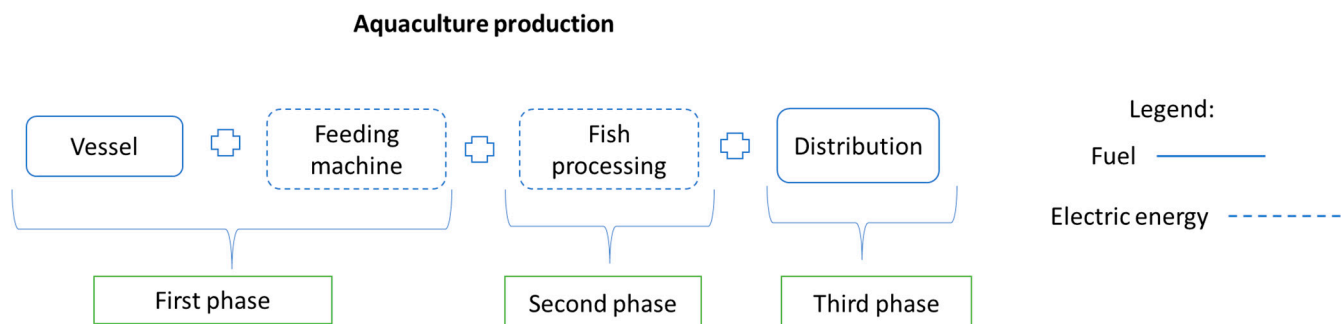 Aquaculture production
Vessel
Feeding
machine
Fish
processing
Distribution
First phase
Second phase
Third phase
Legend:
Fuel
Electric energy